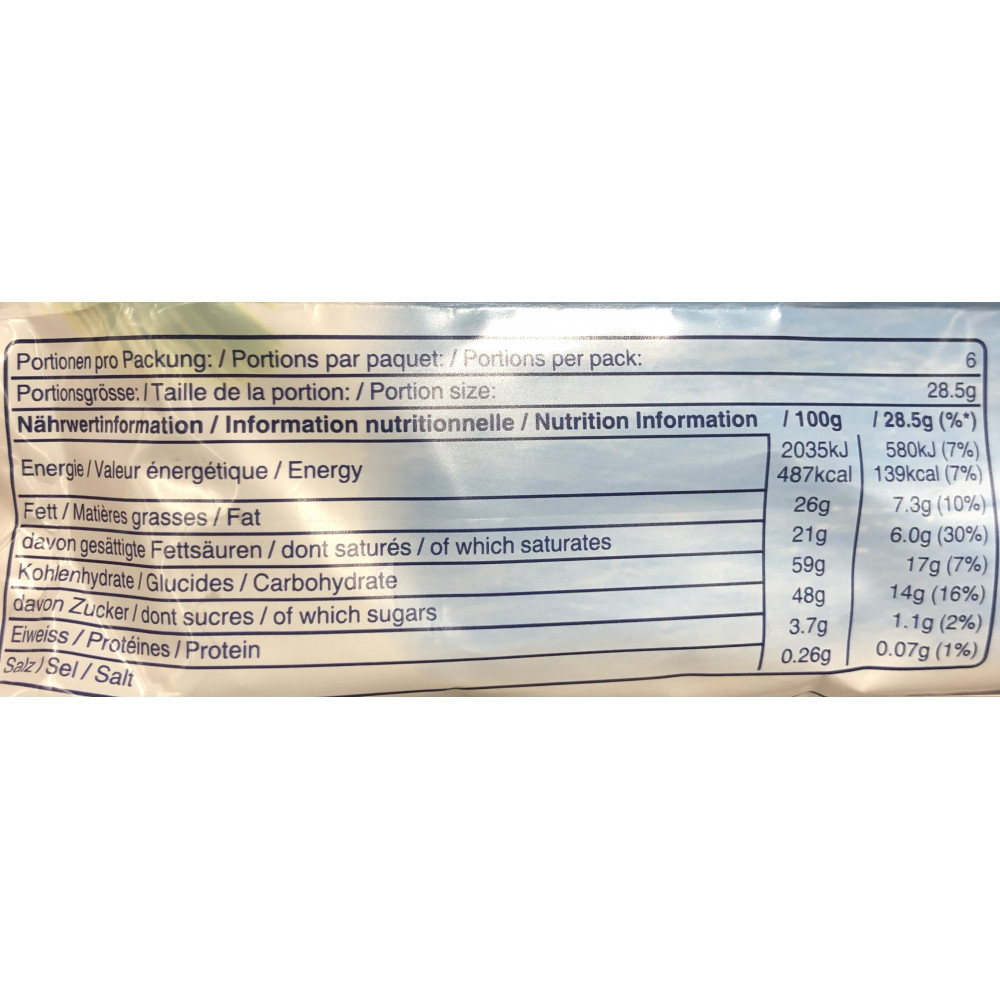 Portionen pro Packung: / Portions par paquet: / Portions per pack: 6
Portionsgrösse: / Taille de la portion: / Portion size: 28.5g
Nährwertinformation / Information nutritionnelle / Nutrition Information / 100g / 28.5g (%*)
Energie / Valeur énergétique / Energy 2035kJ 580kJ (7%)
487kcal 139kcal (7%)
Fett / Matières grasses / Fat 26g 7.3g (10%)
davon gesättigte Fettsäuren / dont saturés / of which saturates 21g 6.0g (30%)
Kohlenhydrate / Glucides / Carbohydrate 59g 17g (7%)
davon Zucker / dont sucres / of which sugars 48g 14g (16%)
Eiweiss / Protéines / Protein 3.7g 1.1g (2%)
Salz / Sel / Salt 0.26g 0.07g (1%)